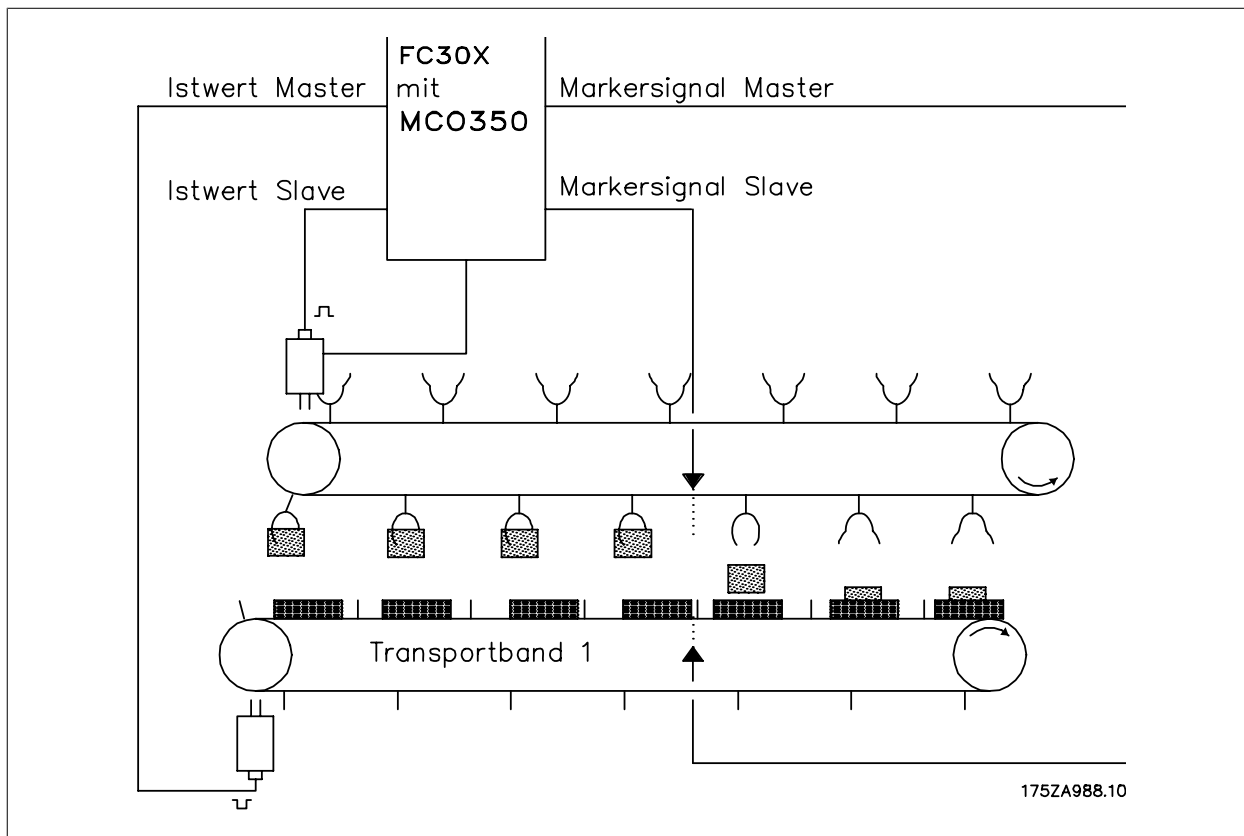 FC30X
Istwert Master
mit
Markersignal Master
MCO350
Istwert Slave
Markersignal Slave
Transportband 1
175ZA988.10